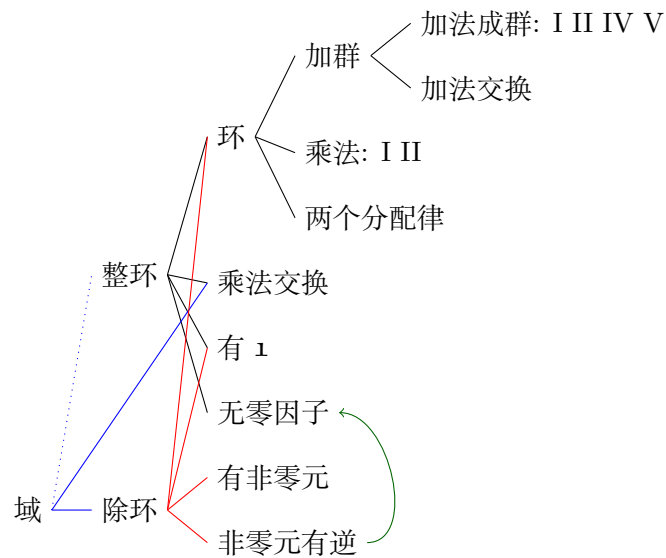 加法成群: I II IV V
加群
加法交换
环
乘法: I II
两个分配律
整环
乘法交换
有 1
无零因子
有非零元
域
除环
非零元有逆